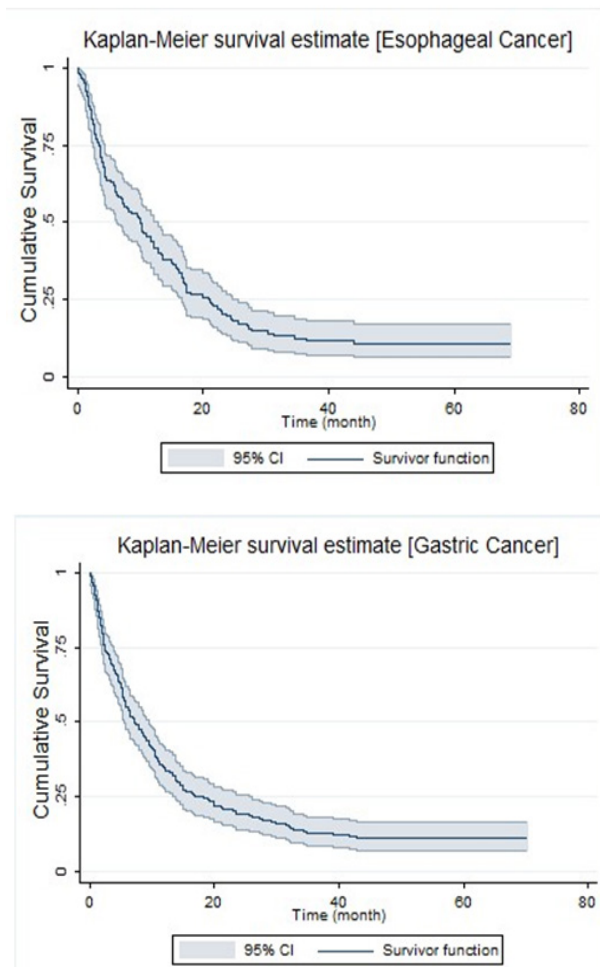 Kaplan-Meier survival estimate [Esophageal Cancer]
Cumulative Survival
1
.75
.5
.25
0
0 20 40 60 80
Time (month)
95% CI Survivor function
Kaplan-Meier survival estimate [Gastric Cancer]
Cumulative Survival
1
.75
.5
.25
0
0 20 40 60 80
Time (month)
95% CI Survivor function